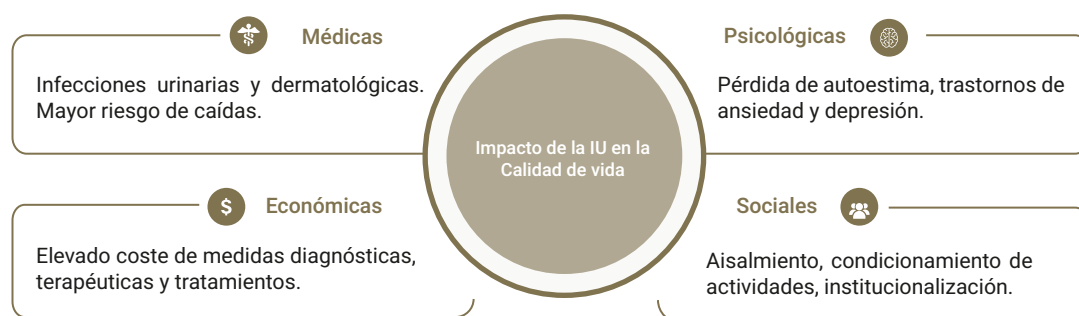 Médicas
Infecciones urinarias y dermatológicas.
Mayor riesgo de caídas.
Psicológicas
Pérdida de autoestima, trastornos de
ansiedad y depresión.
Impacto de la IU en la
Calidad de vida
$ Económicas
Elevado coste de medidas diagnósticas,
terapéuticas y tratamientos.
Sociales
Aisalmiento, condicionamiento de
actividades, institucionalización.